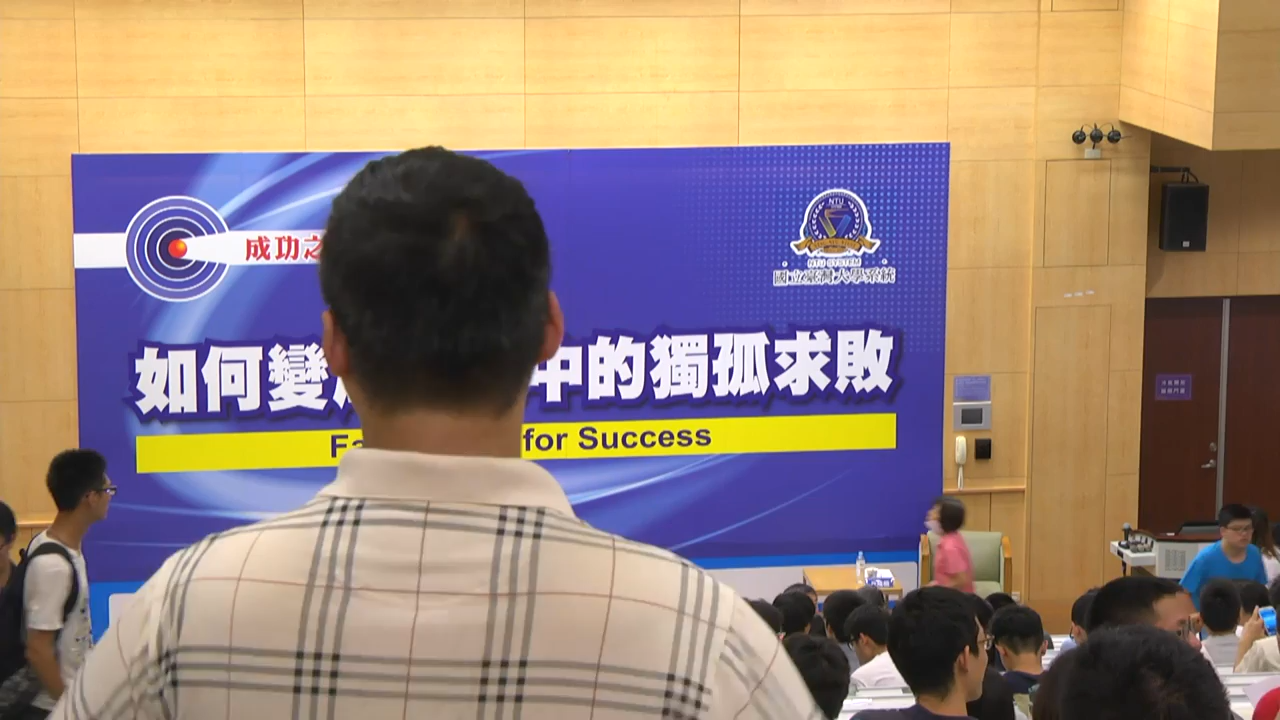 成功之
NTU
NTU SYSTEM
國立臺灣大學系統
如何變 中的獨孤求敗
for Success